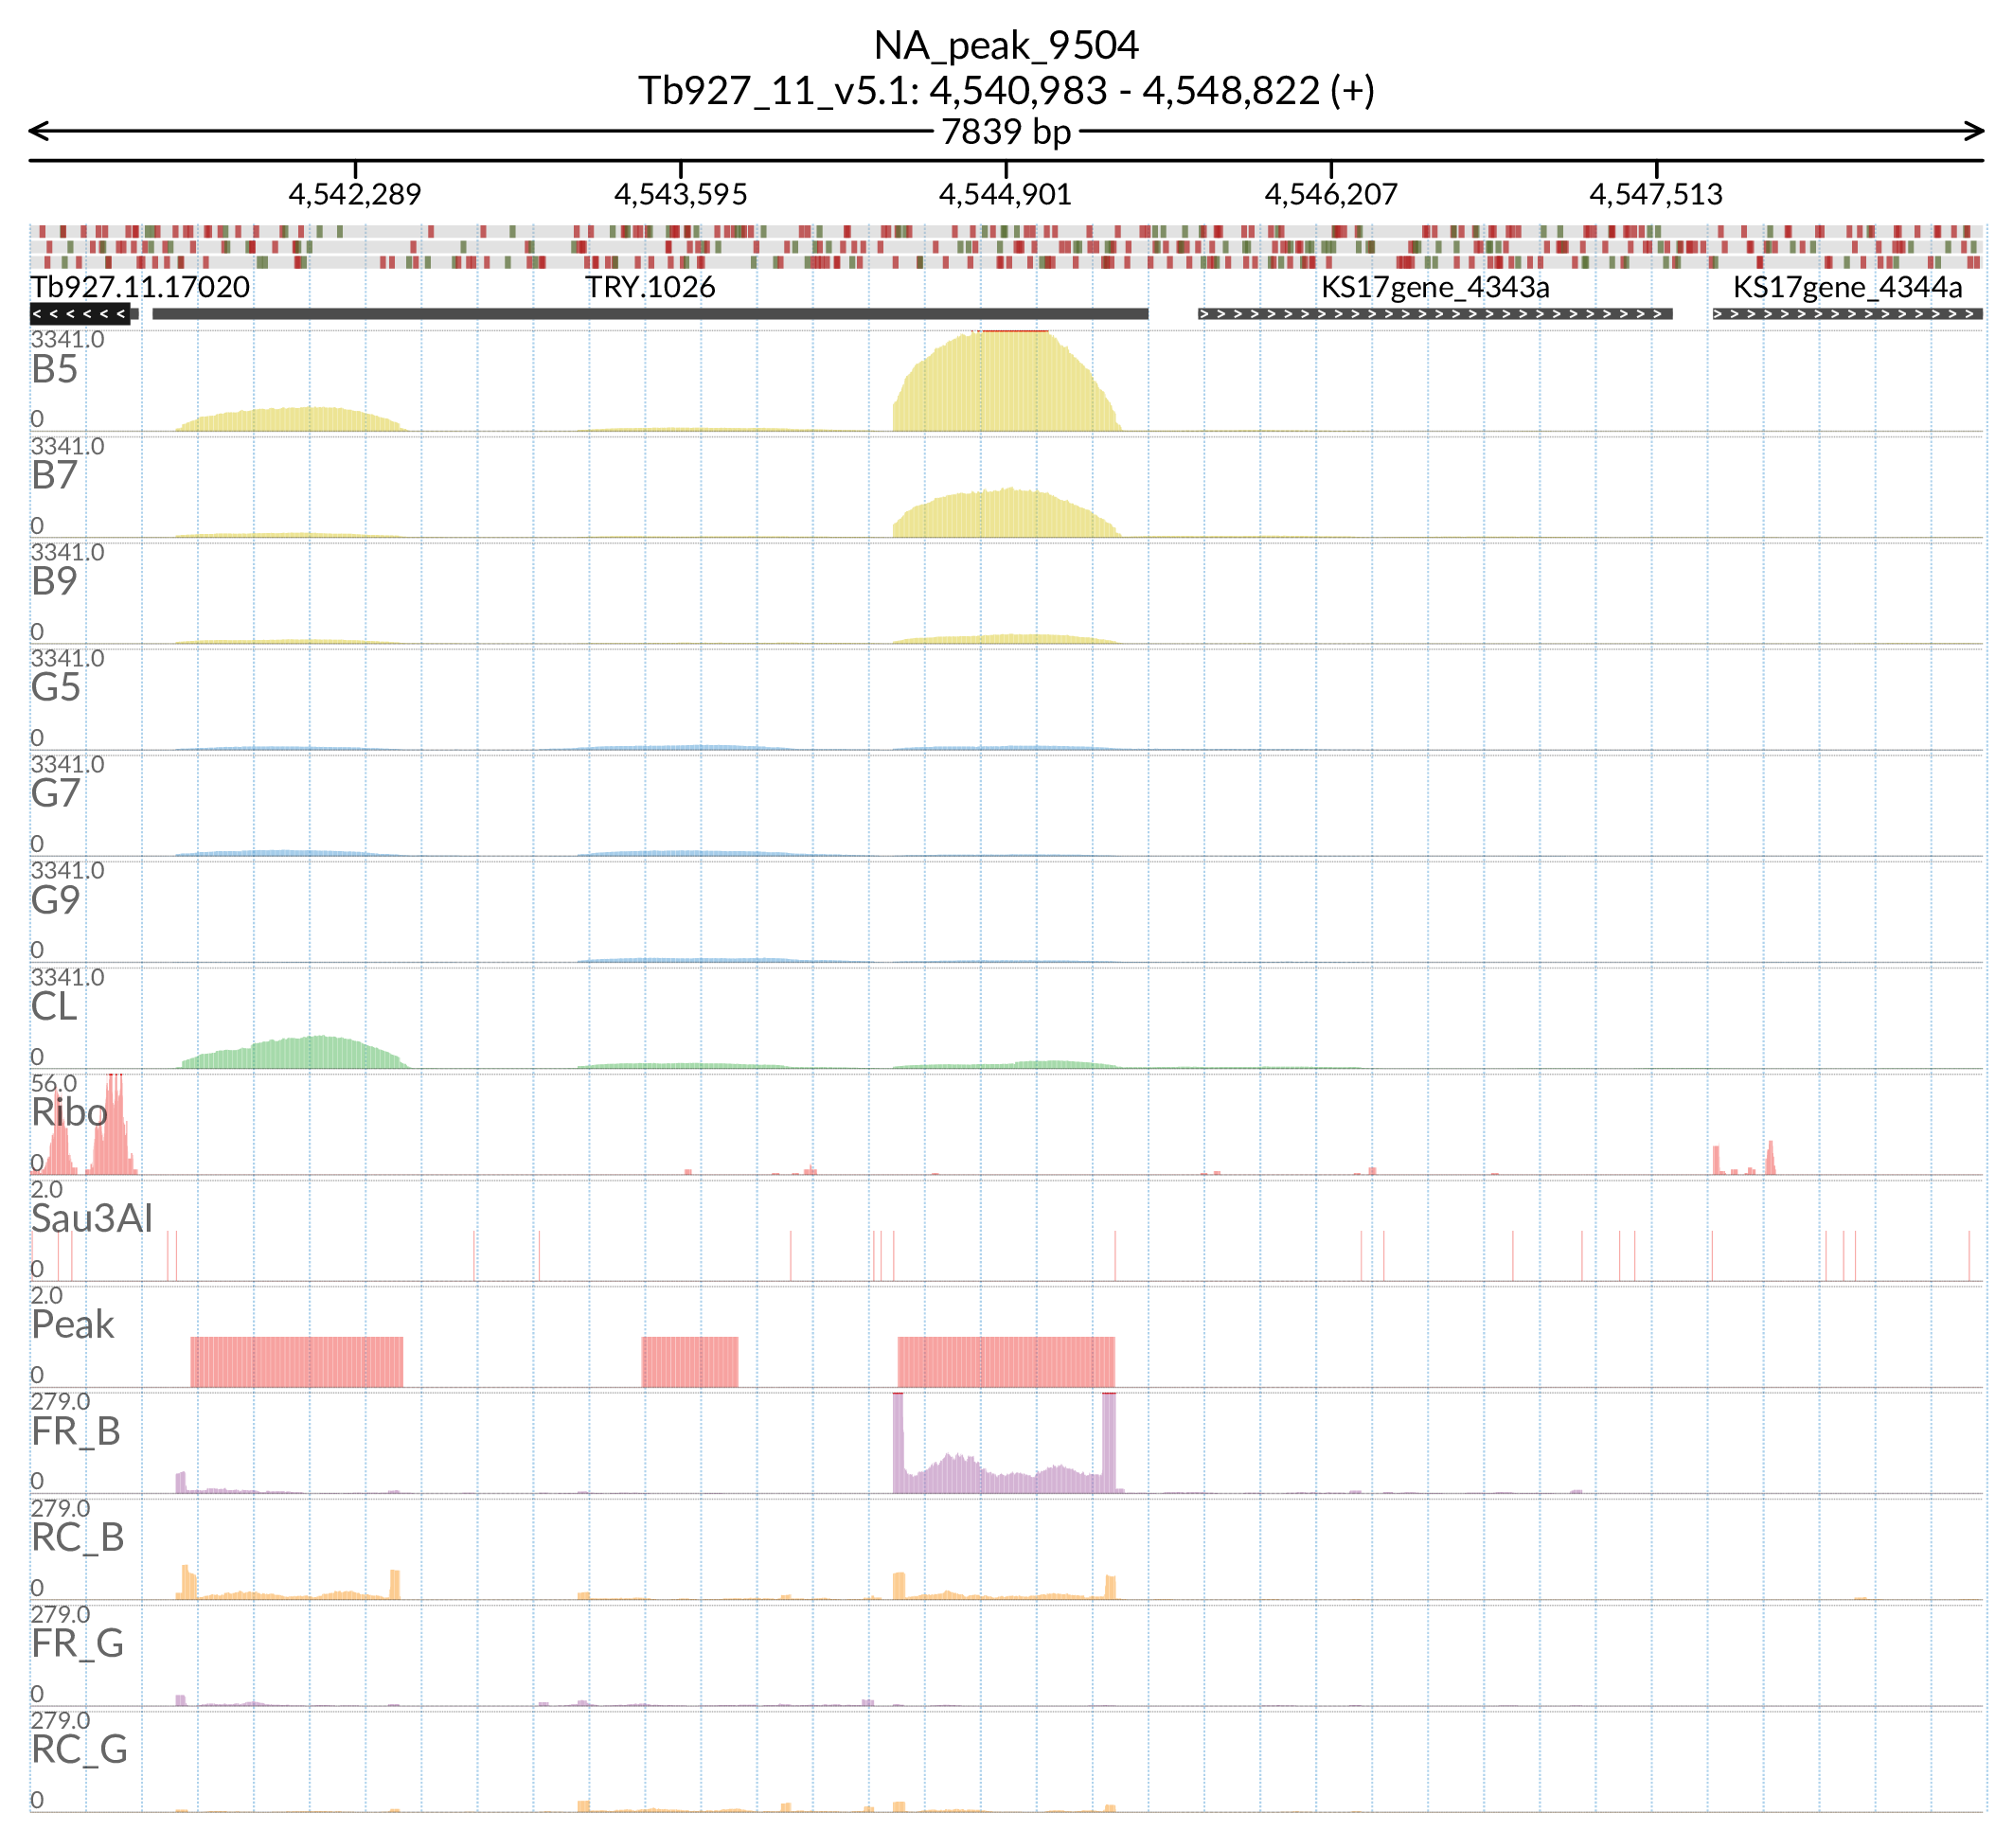 NA_peak_9504
Tb927_11_v5.1: 4,540,983 - 4,548,822 (+)
7839 bp
4,542,289 4,543,595 4,544,901 4,546,207 4,547,513
Tb927.11.17020 TRY.1026 KS17gene_4343a KS17gene_4344a
3341.0
B5
0
3341.0
B7
0
3341.0
B9
0
3341.0
G5
0
3341.0
G7
0
3341.0
G9
0
3341.0
CL
0
56.0
Ribo
0
2.0
Sau3AI
0
2.0
Peak
0
279.0
FR_B
0
279.0
RC_B
0
279.0
FR_G
0
279.0
RC_G
0